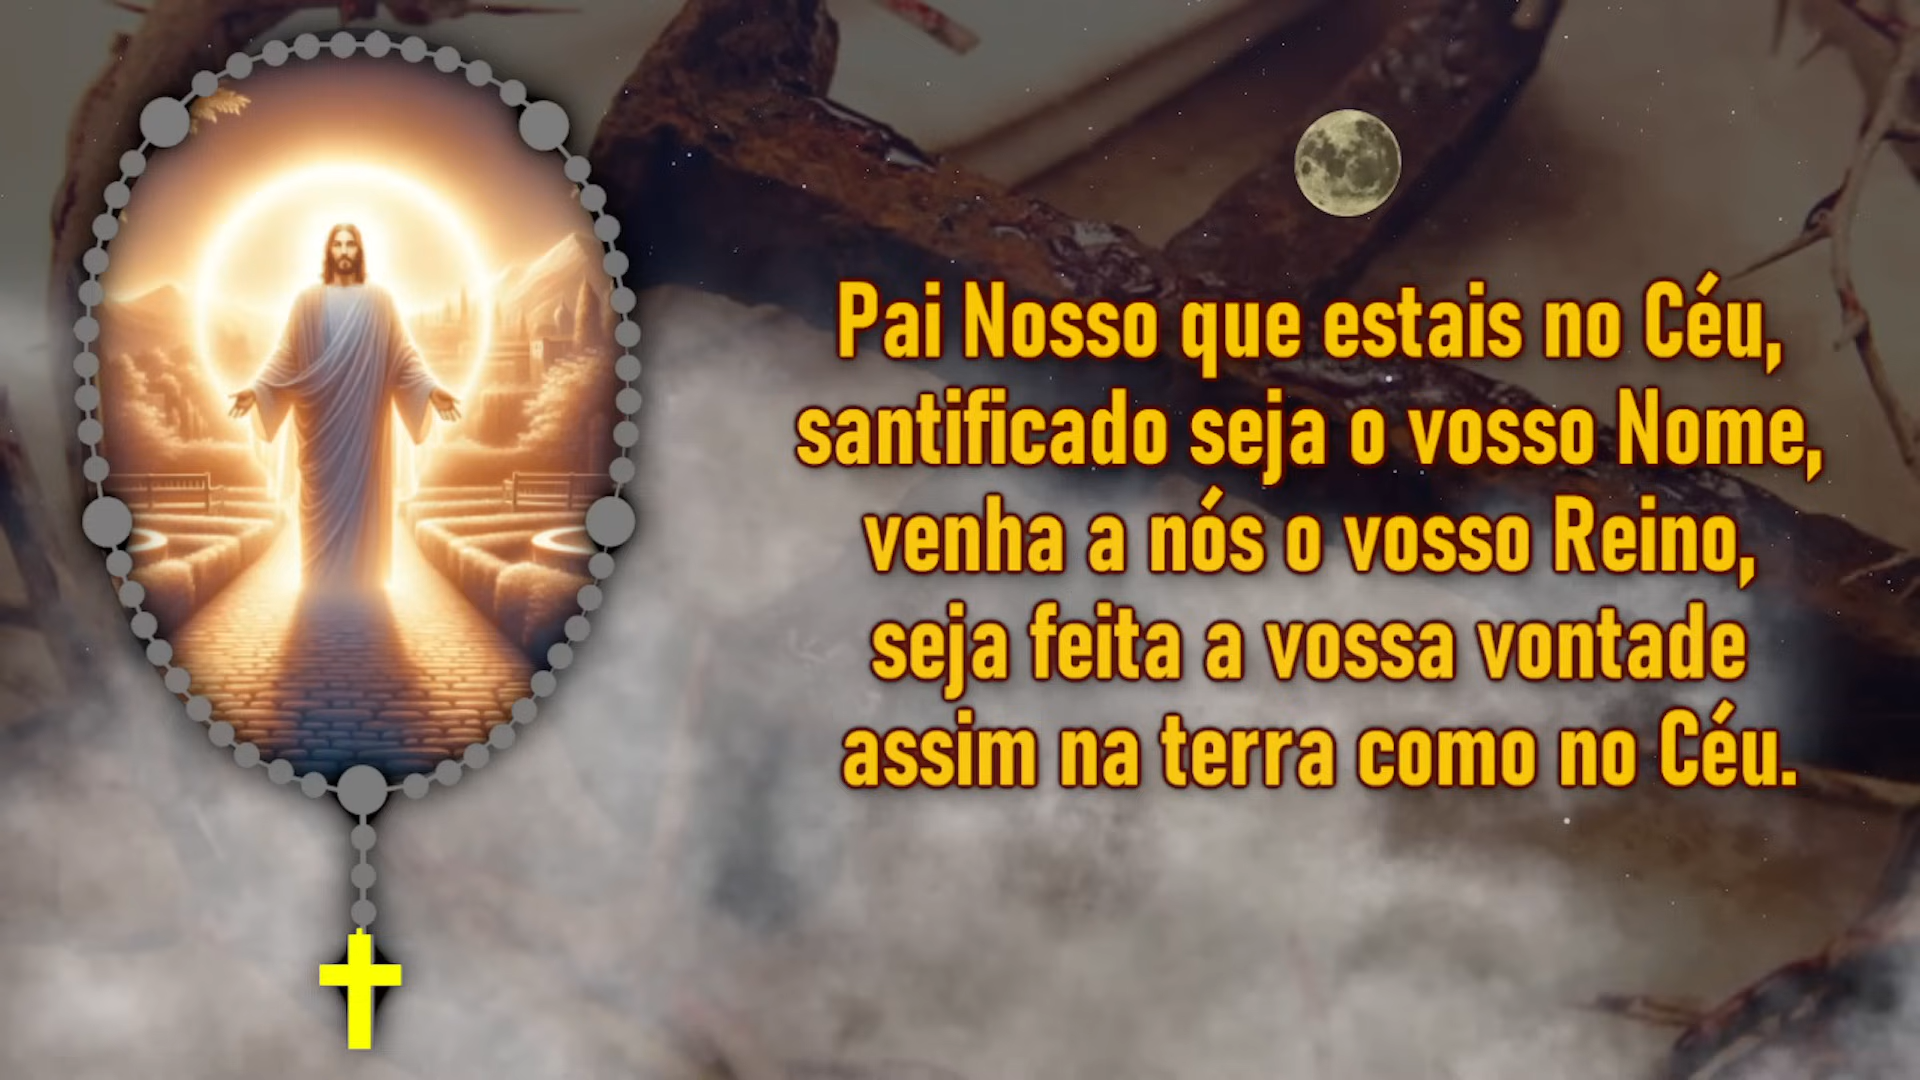 Pai Nosso que estais no Céu,
santificado seja o vosso Nome,
venha a nós o vosso Reino,
seja feita a vossa vontade
assim na terra como no Céu.